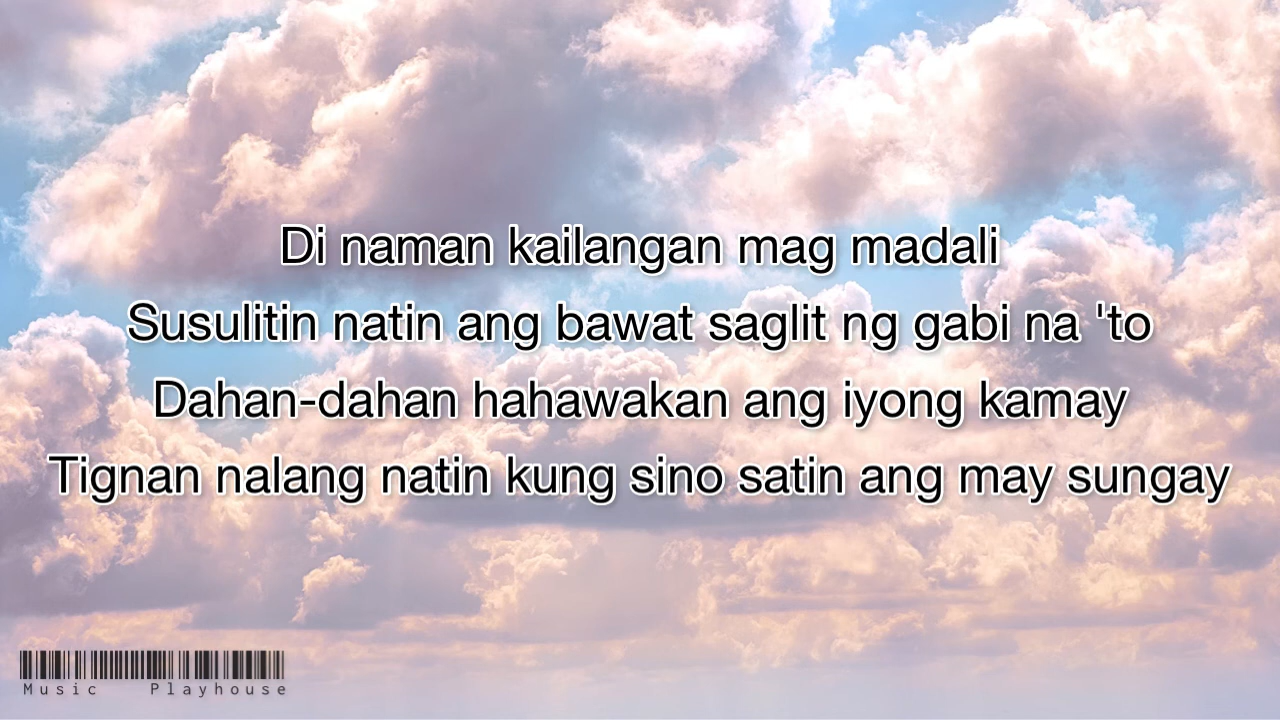 Di naman kailangan mag madali
Susulitin natin ang bawat saglit ng gabi na 'to
Dahan-dahan hahawakan ang iyong kamay
Tignan nalang natin kung sino satin ang may sungay
Music Playhouse